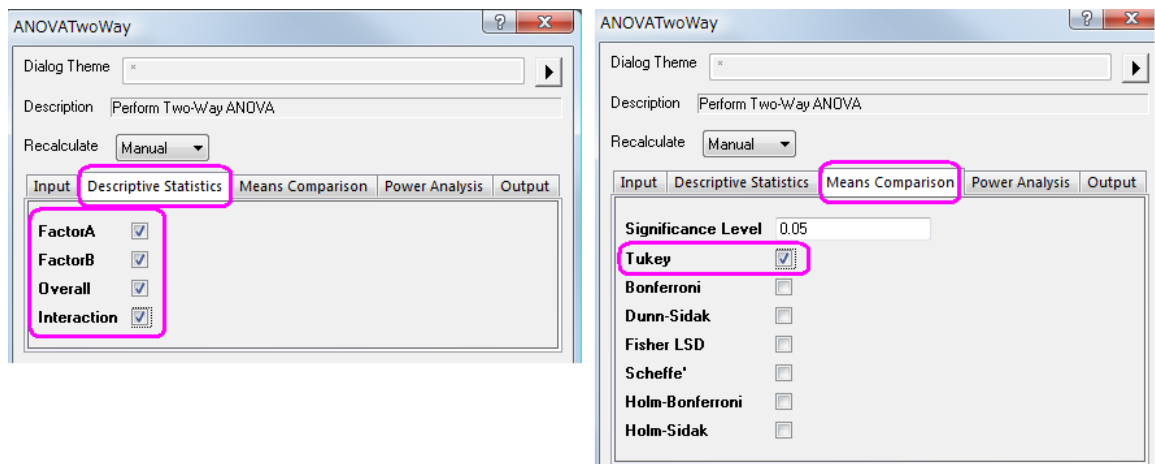 ANOVATwoWay
Dialog Theme *
Description Perform Two-Way ANOVA
Recalculate Manual
Input Descriptive Statistics Means Comparison Power Analysis Output
FactorA
FactorB
Overall
Interaction
ANOVATwoWay
Dialog Theme *
Description Perform Two-Way ANOVA
Recalculate Manual
Input Descriptive Statistics Means Comparison Power Analysis Output
Significance Level 0.05
Tukey
Bonferroni
Dunn-Sidak
Fisher LSD
Scheffe'
Holm-Bonferroni
Holm-Sidak